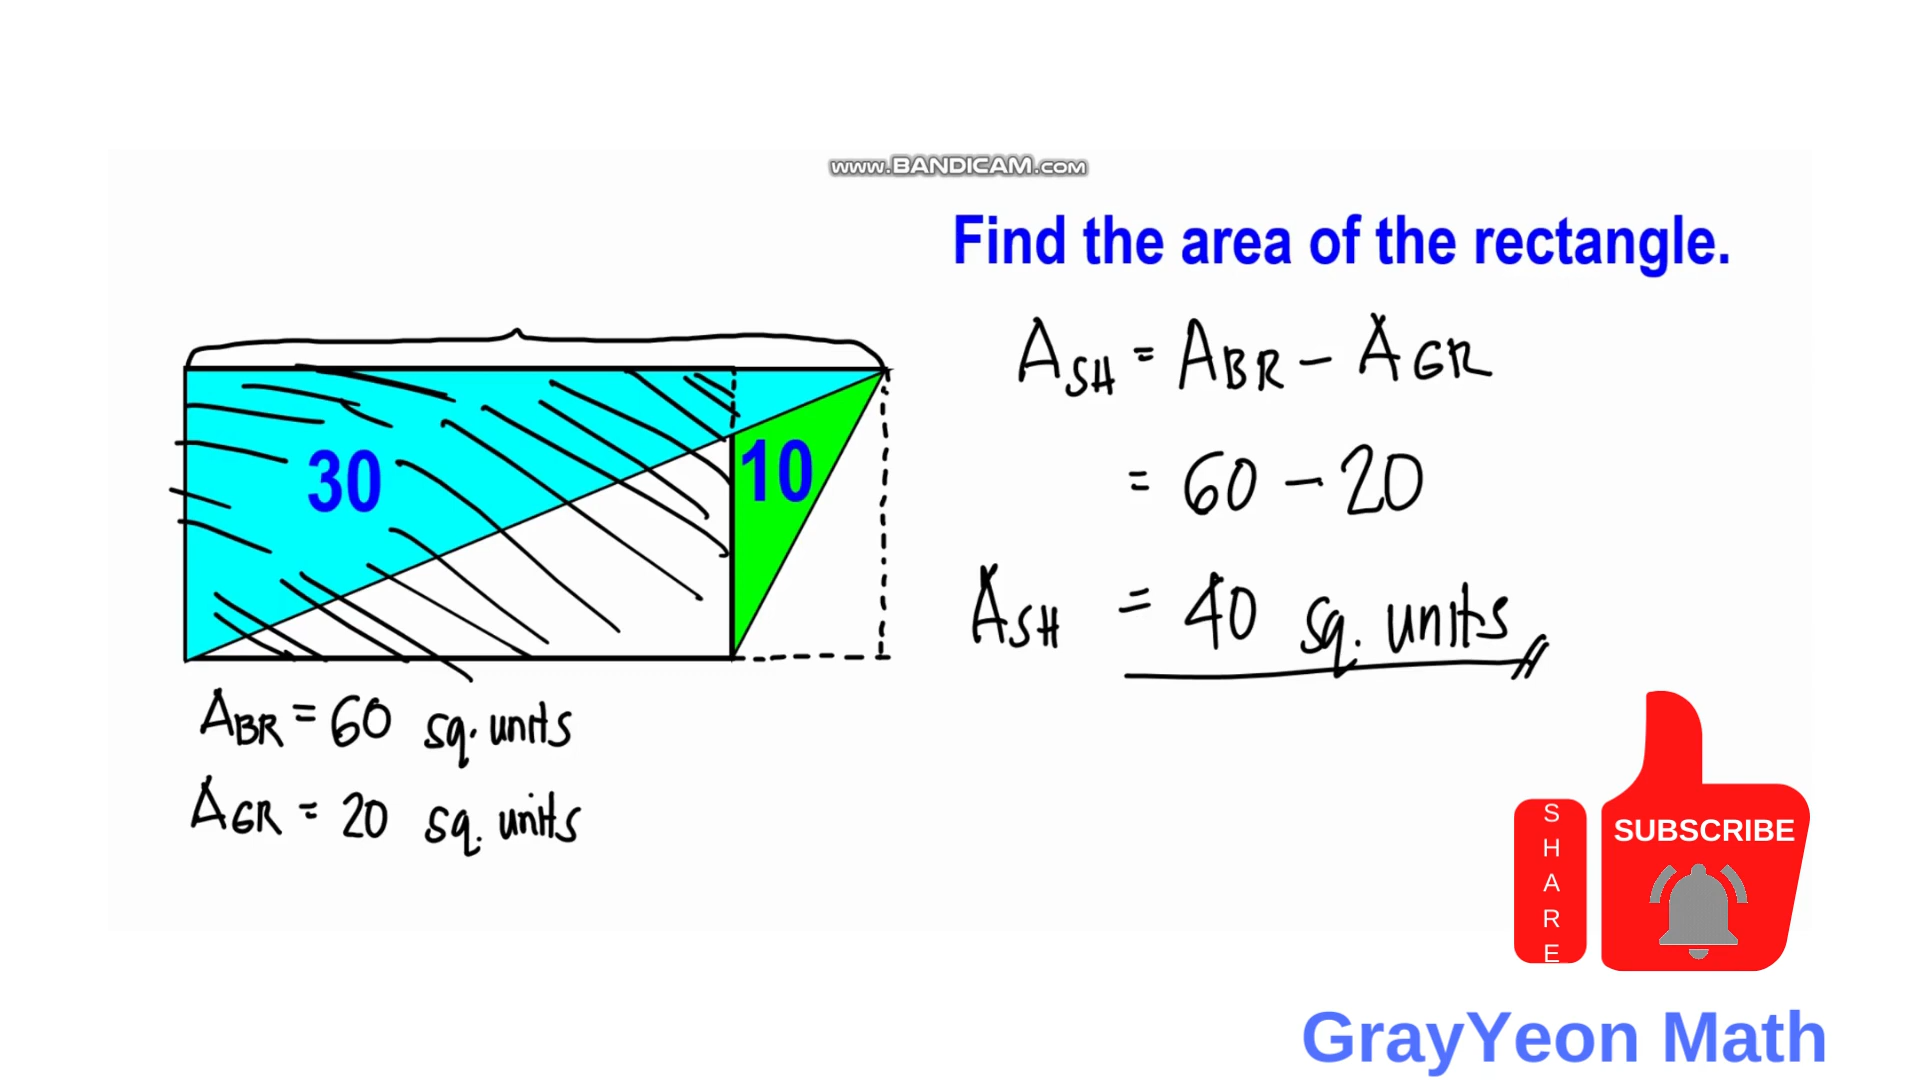 www.BANDICAM.com
Find the area of the rectangle.
A_SH = A_BR - A_GR
30
10
= 60 - 20
A_SH = 40 sq. units
A_BR = 60 sq. units
A_GR = 20 sq. units
SHARE
SUBSCRIBE
GrayYeon Math